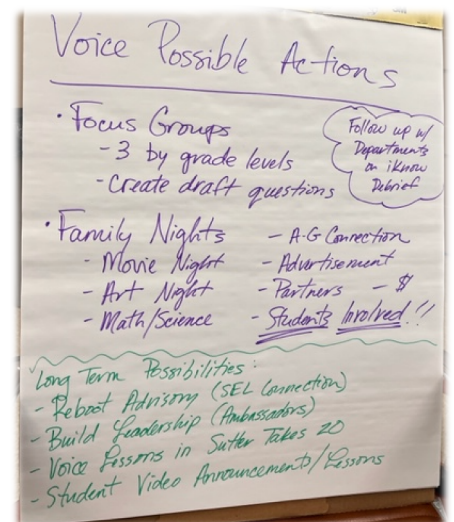 Voice Possible Actions
• Focus Groups
- 3 by grade levels
- Create draft questions
Follow up w/
Departments
on iKnow
Debrief
• Family Nights
- Movie Night
- Art Night
- Math/Science
- A-G Connection
- Advertisement
- Partners - $
- Students Involved!!
Long Term Possibilities:
- Reboot Advisory (SEL Connection)
- Build Leadership (Ambassadors)
- Voice Lessons in Sutter Takes 20
- Student Video Announcements/Lessons